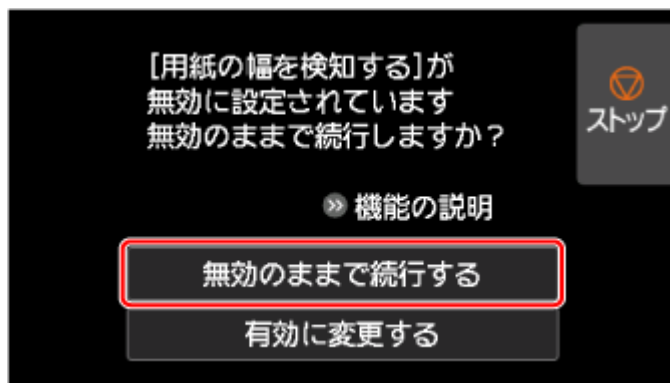 [用紙の幅を検知する]が
無効に設定されています
無効のままで続行しますか？
ストップ
機能の説明
無効のままで続行する
有効に変更する